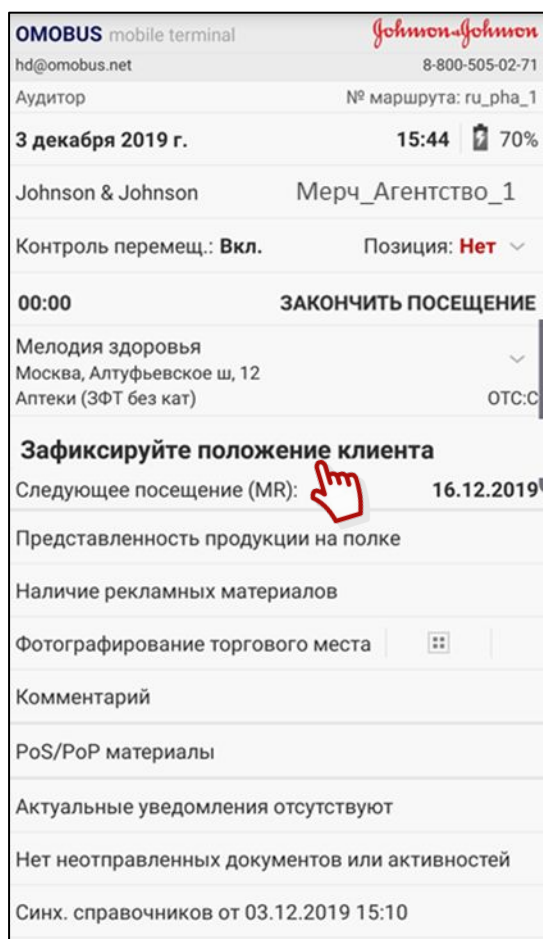 OMOBUS mobile terminal Johnson&Johnson
hd@omobus.net 8-800-505-02-71
Аудитор № маршрута: ru_pha_1
3 декабря 2019 г. 15:44 70%
Johnson & Johnson Мерч_Агентство_1
Контроль перемещ.: Вкл. Позиция: Нет
00:00 ЗАКОНЧИТЬ ПОСЕЩЕНИЕ
Мелодия здоровья
Москва, Алтуфьевское ш, 12
Аптеки (ЗФТ без кат) OTC:C
Зафиксируйте положение клиента
Следующее посещение (MR): 16.12.2019
Представленность продукции на полке
Наличие рекламных материалов
Фотографирование торгового места
Комментарий
PoS/PoP материалы
Актуальные уведомления отсутствуют
Нет неотправленных документов или активностей
Синх. справочников от 03.12.2019 15:10